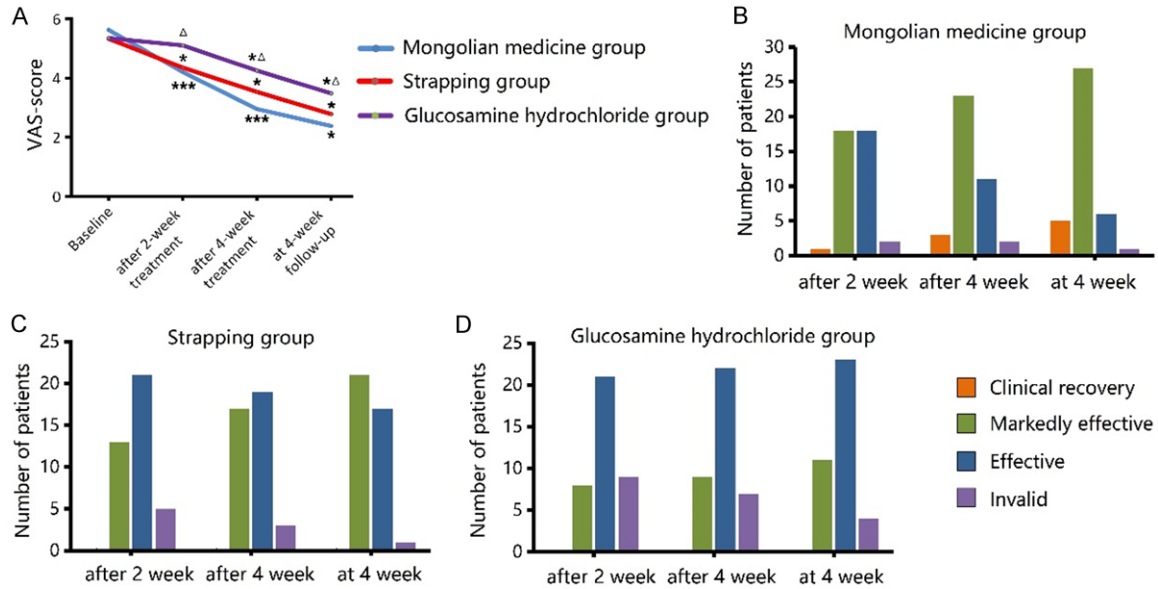 A
6
4
2
0
VAS-score
Δ
*
***
*Δ
*
***
*Δ
*
*
Baseline
after 2-week
treatment
after 4-week
treatment
at 4-week
follow-up
Mongolian medicine group
Strapping group
Glucosamine hydrochloride group
B
Mongolian medicine group
30
25
20
15
10
5
0
Number of patients
after 2 week
after 4 week
at 4 week
C
Strapping group
25
20
15
10
5
0
Number of patients
after 2 week
after 4 week
at 4 week
D
Glucosamine hydrochloride group
25
20
15
10
5
0
Number of patients
after 2 week
after 4 week
at 4 week
Clinical recovery
Markedly effective
Effective
Invalid